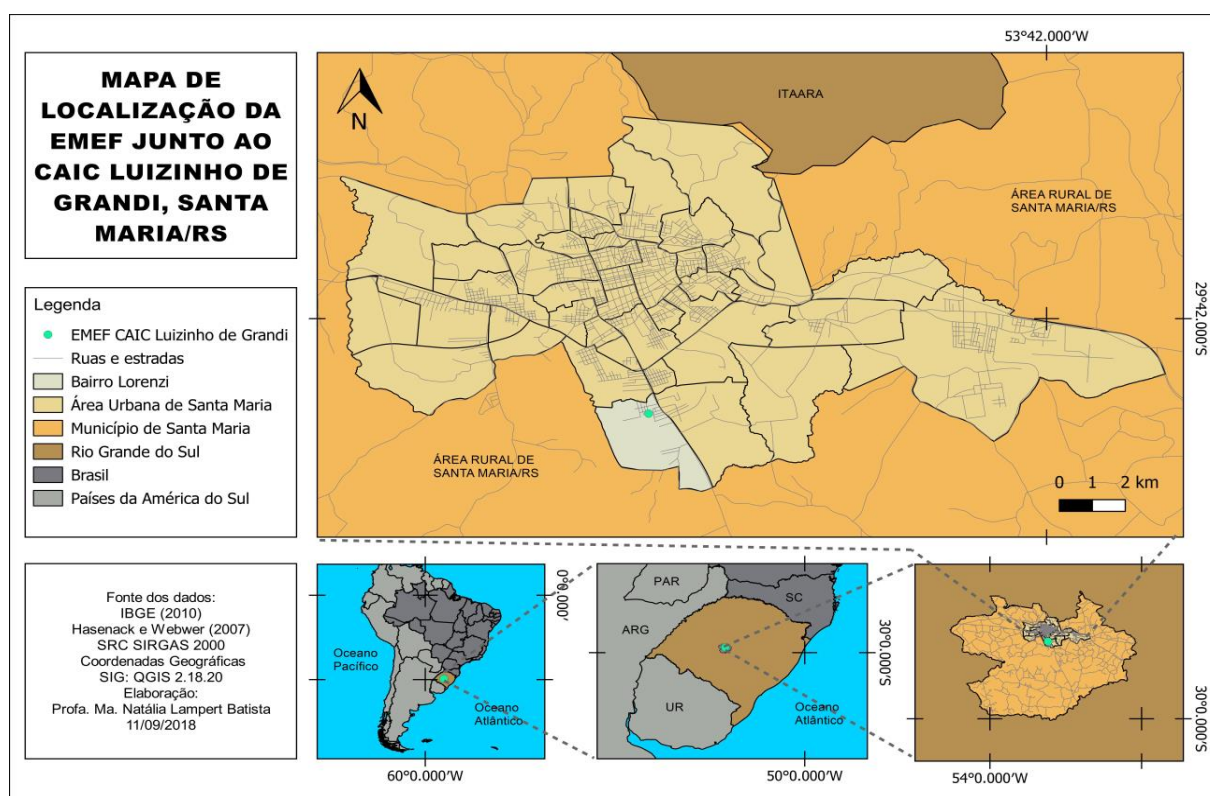 MAPA DE
LOCALIZAÇÃO DA
EMEF JUNTO AO
CAIC LUIZINHO DE
GRANDI, SANTA
MARIA/RS
Legenda
EMEF CAIC Luizinho de Grandi
Ruas e estradas
Bairro Lorenzi
Área Urbana de Santa Maria
Município de Santa Maria
Rio Grande do Sul
Brasil
Países da América do Sul
Fonte dos dados:
IBGE (2010)
Hasenack e Webwer (2007)
SRC SIRGAS 2000
Coordenadas Geográficas
SIG: QGIS 2.18.20
Elaboração:
Profa. Ma. Natália Lampert Batista
11/09/2018
53°42.000'W
N
ITAARA
ÁREA RURAL DE
SANTA MARIA/RS
29°42.000'S
ÁREA RURAL DE
SANTA MARIA/RS
0 1 2 km
Oceano
Pacífico
Oceano
Atlântico
0°0.000'
60°0.000'W
PAR
SC
ARG
UR
Oceano
Atlântico
30°0.000'S
50°0.000'W
30°0.000'S
54°0.000'W